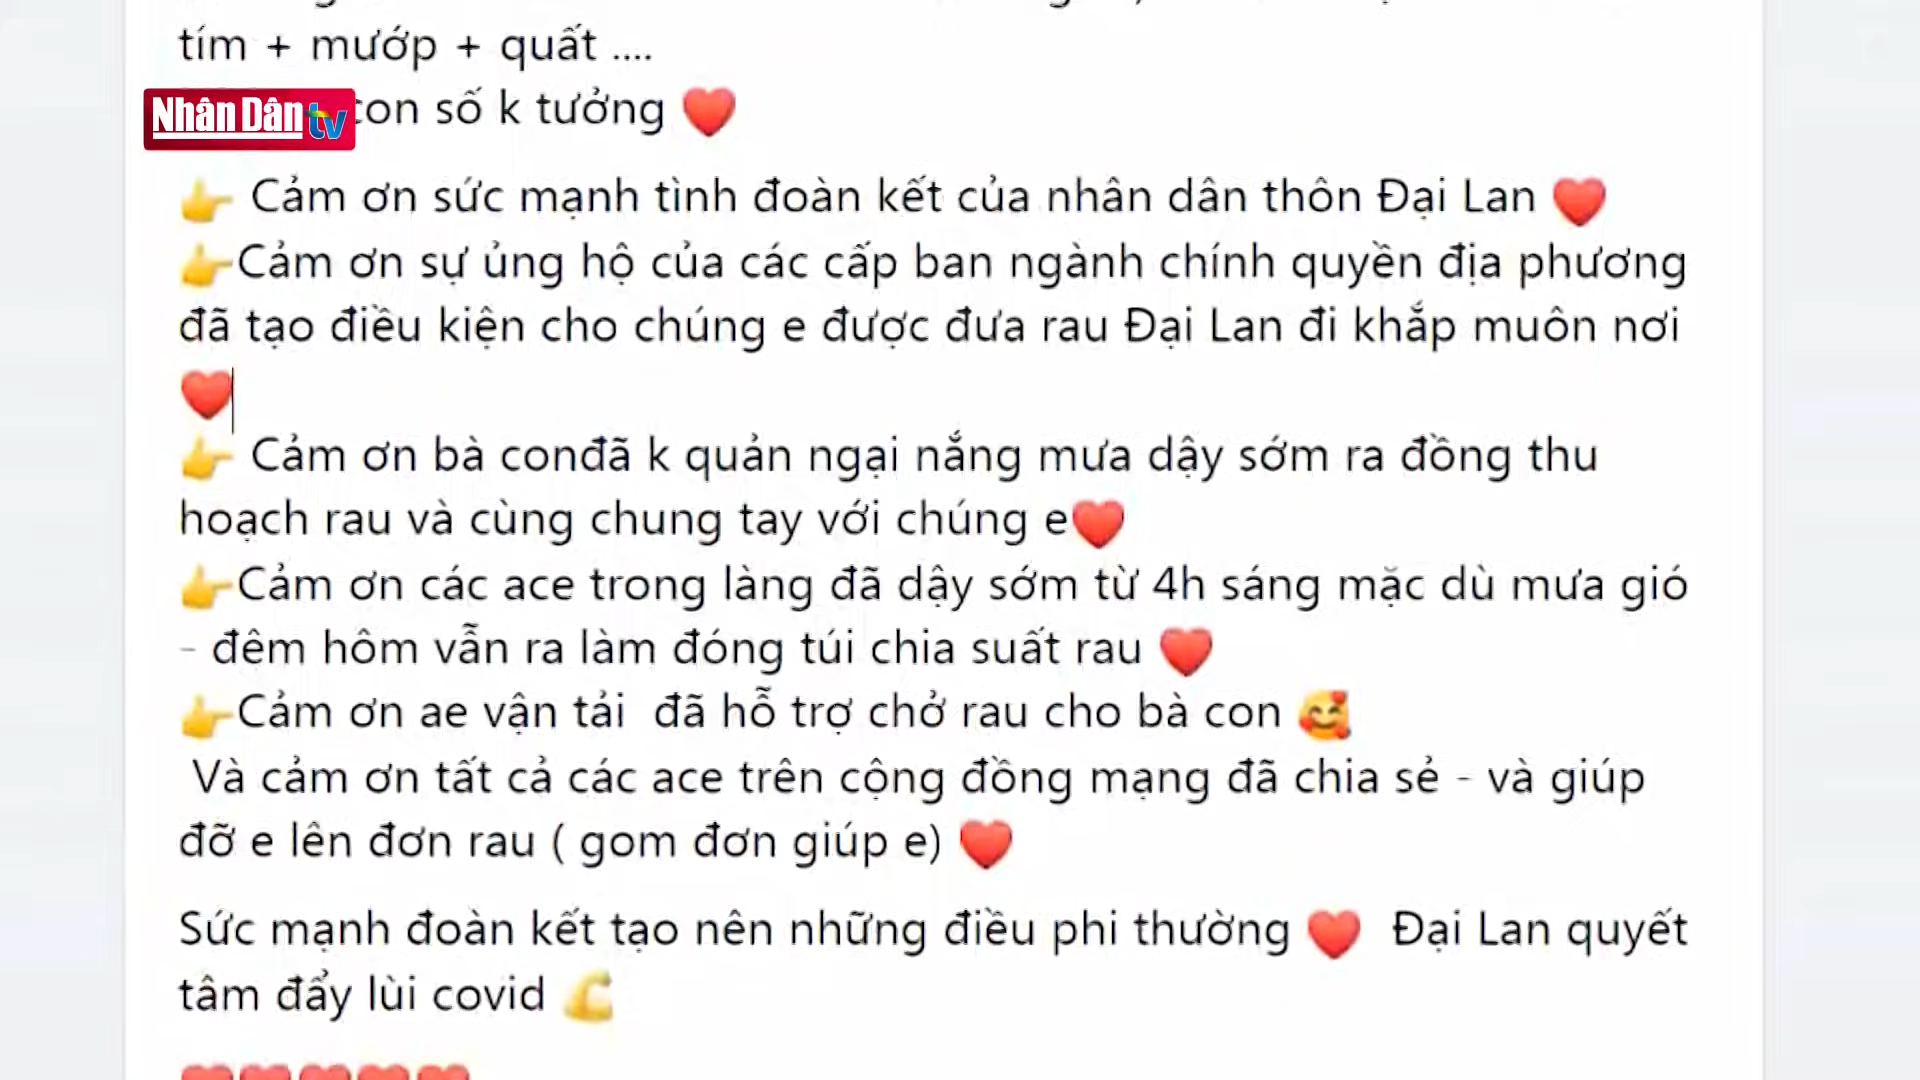 tím + mướp + quất ....
Nhân Dân tv
con số k tưởng ❤️
👉 Cảm ơn sức mạnh tình đoàn kết của nhân dân thôn Đại Lan ❤️
👉Cảm ơn sự ủng hộ của các cấp ban ngành chính quyền địa phương
đã tạo điều kiện cho chúng e được đưa rau Đại Lan đi khắp muôn nơi
❤️
👉 Cảm ơn bà conđã k quản ngại nắng mưa dậy sớm ra đồng thu
hoạch rau và cùng chung tay với chúng e❤️
👉Cảm ơn các ace trong làng đã dậy sớm từ 4h sáng mặc dù mưa gió
- đêm hôm vẫn ra làm đóng túi chia suất rau ❤️
👉Cảm ơn ae vận tải  đã hỗ trợ chở rau cho bà con 🥰
Và cảm ơn tất cả các ace trên cộng đồng mạng đã chia sẻ - và giúp
đỡ e lên đơn rau ( gom đơn giúp e) ❤️
Sức mạnh đoàn kết tạo nên những điều phi thường ❤️  Đại Lan quyết
tâm đẩy lùi covid 💪
❤️❤️❤️❤️❤️